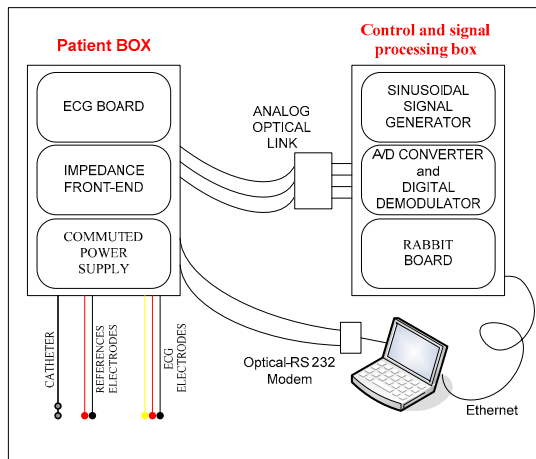 Patient BOX
ECG BOARD
IMPEDANCE
FRONT-END
COMMUTED
POWER
SUPPLY
CATHETER
REFERENCES
ELECTRODES
ECG
ELECTRODES
ANALOG
OPTICAL
LINK
Control and signal
processing box
SINUSOIDAL
SIGNAL
GENERATOR
A/D CONVERTER
and
DIGITAL
DEMODULATOR
RABBIT
BOARD
Optical-RS 232
Modem
Ethernet